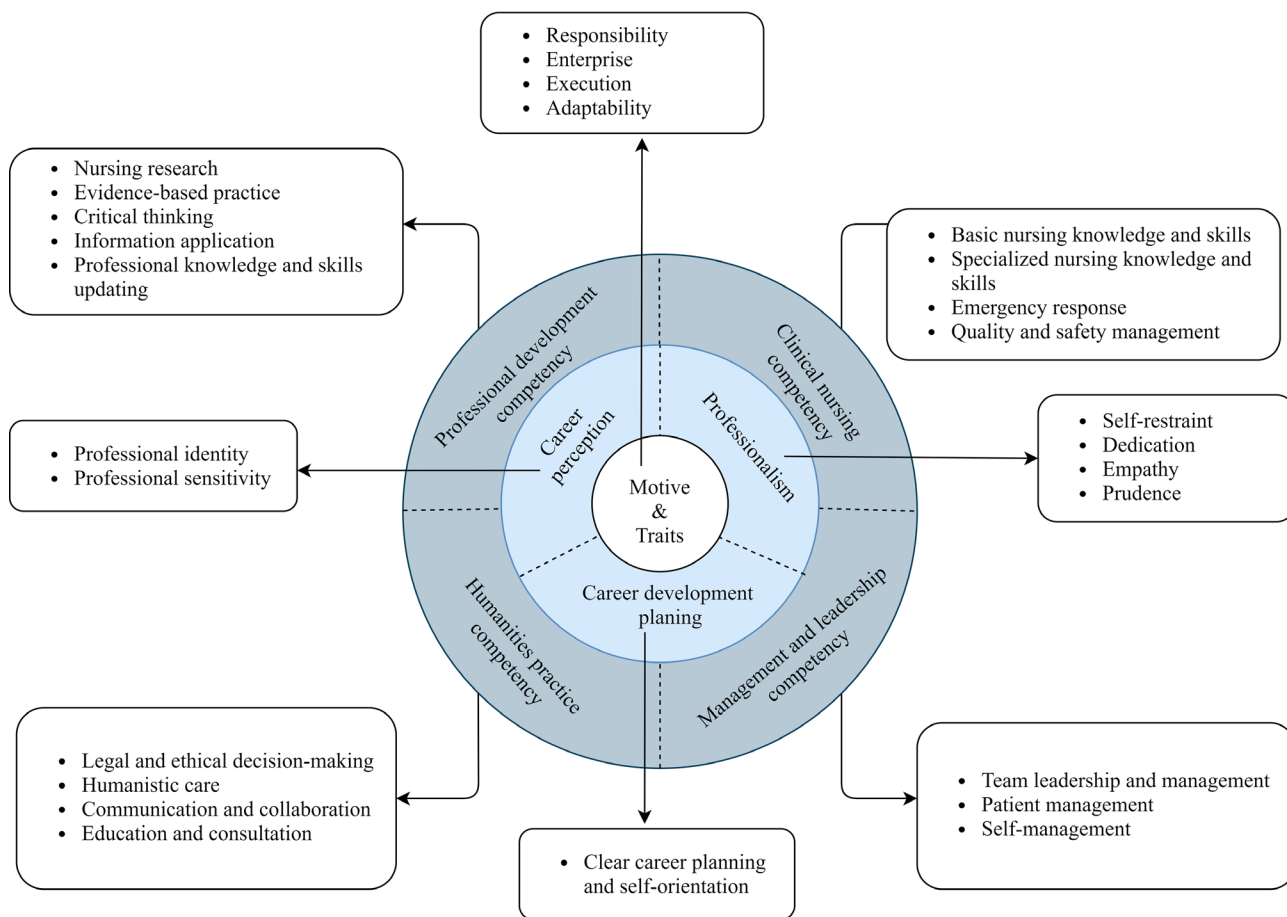 • Responsibility
• Enterprise
• Execution
• Adaptability
• Nursing research
• Evidence-based practice
• Critical thinking
• Information application
• Professional knowledge and skills
updating
• Basic nursing knowledge and skills
• Specialized nursing knowledge and
skills
• Emergency response
• Quality and safety management
Professional development
competency
Clinical nursing
competency
Career
perception
Professionalism
• Professional identity
• Professional sensitivity
• Self-restraint
• Dedication
• Empathy
• Prudence
Motive
&
Traits
Career development
planing
Humanities practice
competency
Management and leadership
competency
• Legal and ethical decision-making
• Humanistic care
• Communication and collaboration
• Education and consultation
• Clear career planning
and self-orientation
• Team leadership and management
• Patient management
• Self-management